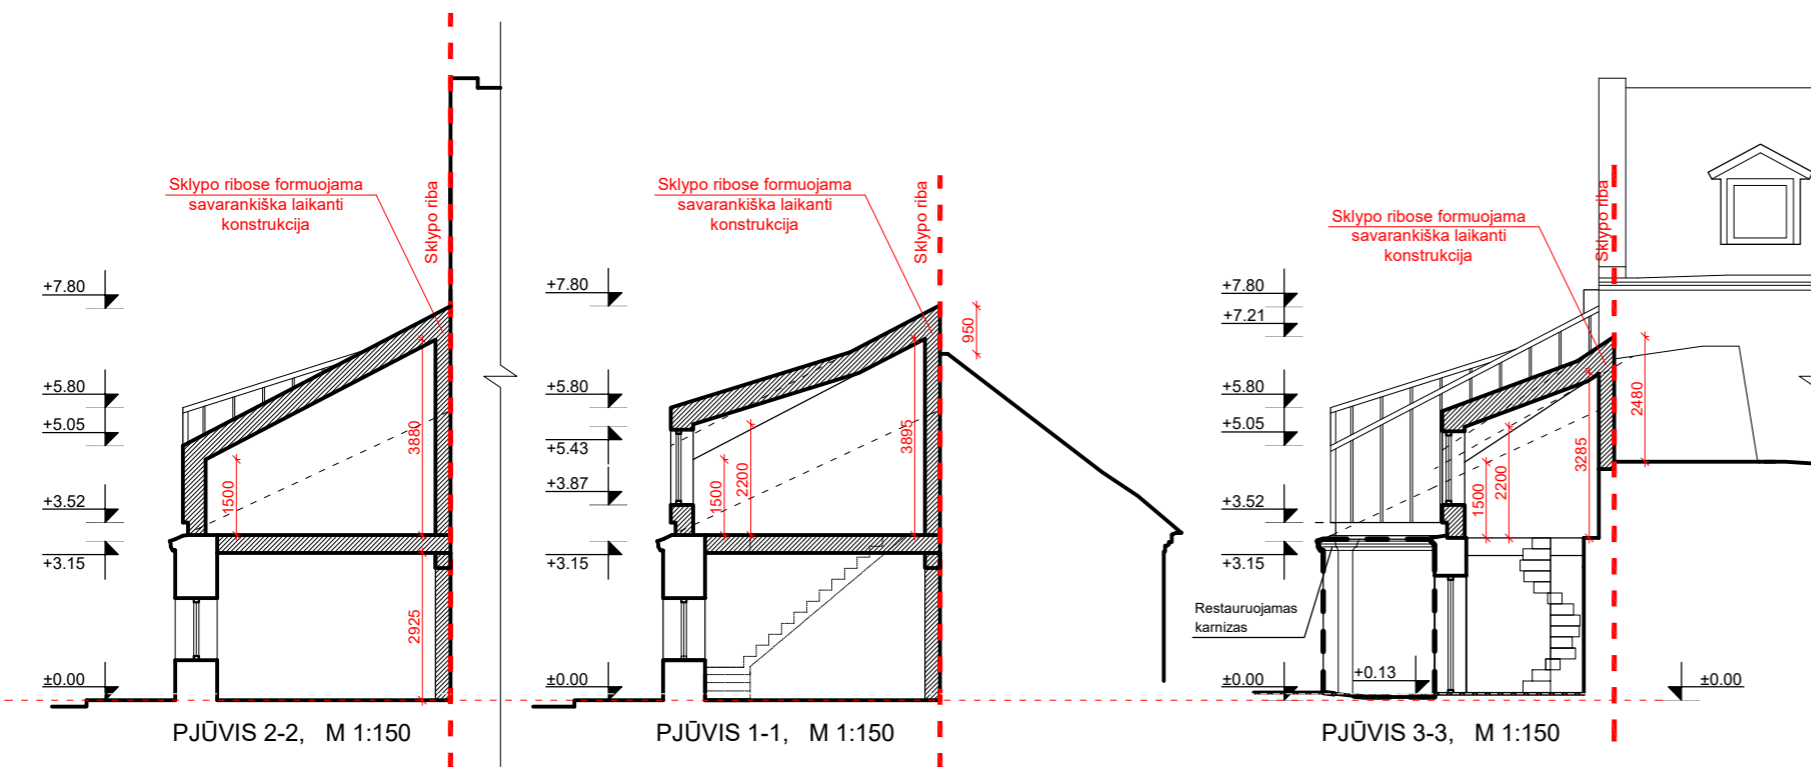 Sklypo ribose formuojama
savarankiška laikanti
konstrukcija
Sklypo riba
+7.80
+5.80
+5.05
+3.52
+3.15
±0.00
1500
3880
2925
PJŪVIS 2-2, M 1:150
Sklypo ribose formuojama
savarankiška laikanti
konstrukcija
Sklypo riba
+7.80
+5.80
+5.43
+3.87
+3.15
±0.00
950
1500
2200
3895
PJŪVIS 1-1, M 1:150
Sklypo ribose formuojama
savarankiška laikanti
konstrukcija
Sklypo riba
+7.80
+7.21
+5.80
+5.05
+3.52
+3.15
Restauruojamas
karnizas
±0.00
+0.13
±0.00
1500
2200
3285
2480
PJŪVIS 3-3, M 1:150